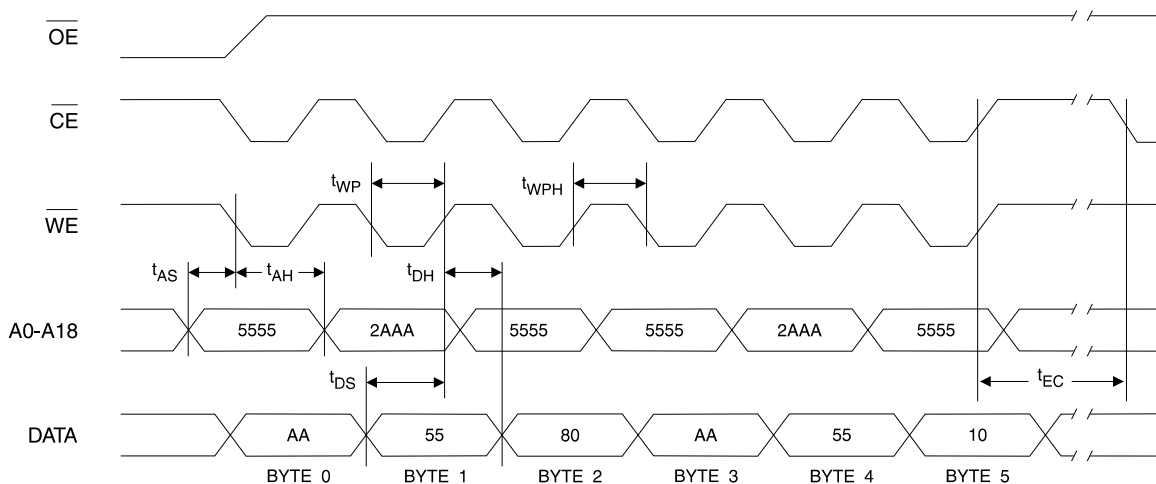 OE
CE
tWP
tWPH
WE
tAS
tAH
tDH
A0-A18
5555
2AAA
5555
5555
2AAA
5555
tDS
tEC
DATA
AA
55
80
AA
55
10
BYTE 0
BYTE 1
BYTE 2
BYTE 3
BYTE 4
BYTE 5